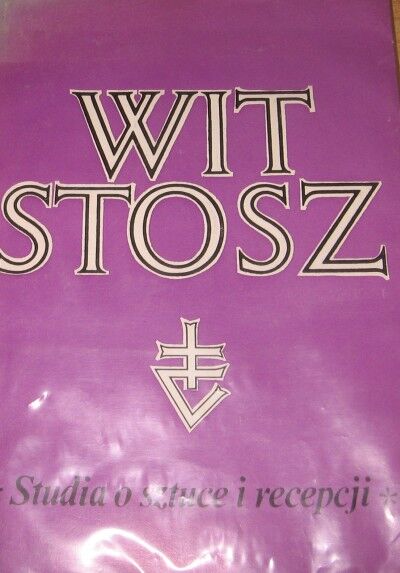 WIT
STOSZ
* Studia o sztuce i recepcji *